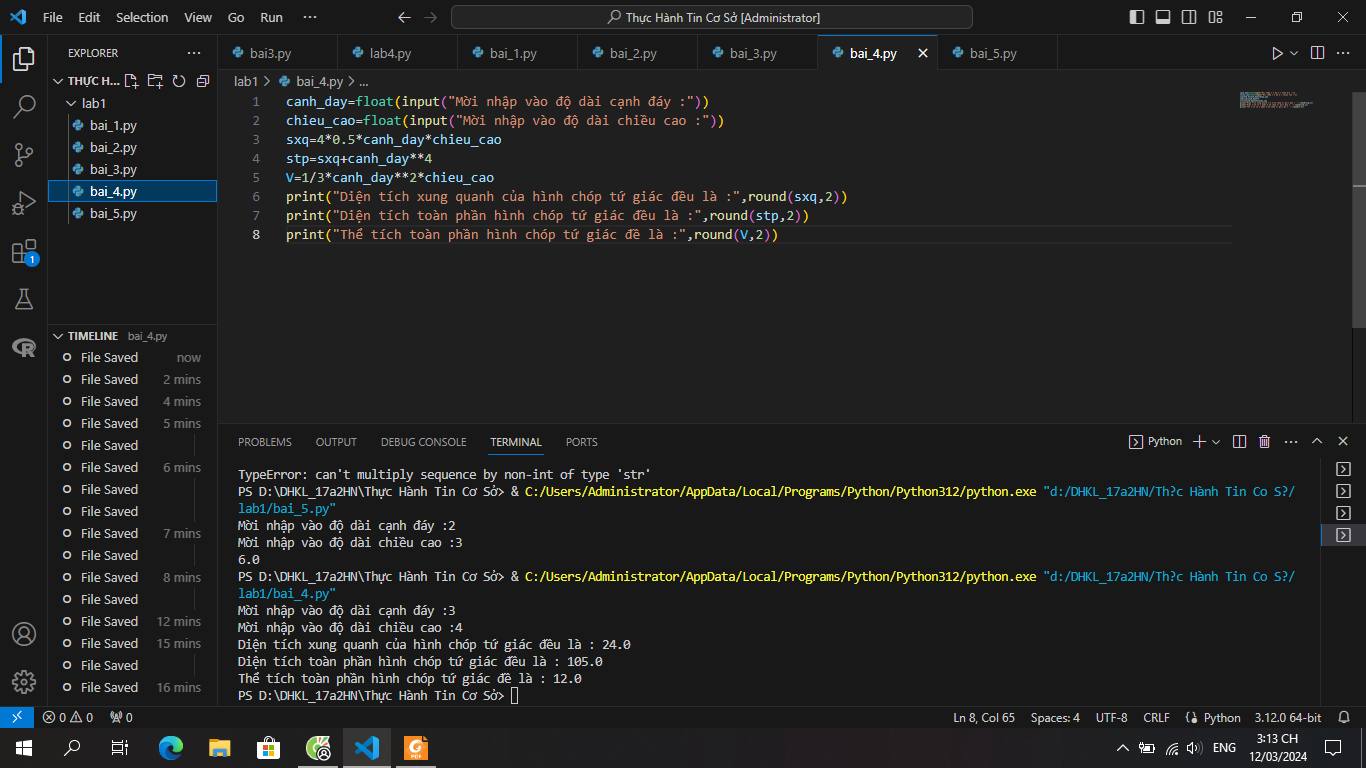 File Edit Selection View Go Run ··· Thực Hành Tin Cơ Sở [Administrator]
EXPLORER ···
THỰC H...
lab1
bai_1.py
bai_2.py
bai_3.py
bai_4.py
bai_5.py
TIMELINE bai_4.py
File Saved now
File Saved 2 mins
File Saved 4 mins
File Saved 5 mins
File Saved
File Saved 6 mins
File Saved
File Saved
File Saved 7 mins
File Saved
File Saved 8 mins
File Saved
File Saved 12 mins
File Saved 15 mins
File Saved
File Saved 16 mins
bai3.py lab4.py bai_1.py bai_2.py bai_3.py bai_4.py bai_5.py
lab1 > bai_4.py > ...
1 canh_day=float(input("Mời nhập vào độ dài cạnh đáy :"))
2 chieu_cao=float(input("Mời nhập vào độ dài chiều cao :"))
3 sxq=4*0.5*canh_day*chieu_cao
4 stp=sxq+canh_day**4
5 V=1/3*canh_day**2*chieu_cao
6 print("Diện tích xung quanh của hình chóp tứ giác đều là :",round(sxq,2))
7 print("Diện tích toàn phần hình chóp tứ giác đều là :",round(stp,2))
8 print("Thể tích toàn phần hình chóp tứ giác đề là :",round(V,2))
PROBLEMS OUTPUT DEBUG CONSOLE TERMINAL PORTS Python
TypeError: can't multiply sequence by non-int of type 'str'
PS D:\DHKL_17a2HN\Thực Hành Tin Cơ Sở> & C:/Users/Administrator/AppData/Local/Programs/Python/Python312/python.exe "d:/DHKL_17a2HN/Th?c Hành Tin Co S?/
lab1/bai_5.py"
Mời nhập vào độ dài cạnh đáy :2
Mời nhập vào độ dài chiều cao :3
6.0
PS D:\DHKL_17a2HN\Thực Hành Tin Cơ Sở> & C:/Users/Administrator/AppData/Local/Programs/Python/Python312/python.exe "d:/DHKL_17a2HN/Th?c Hành Tin Co S?/
lab1/bai_4.py"
Mời nhập vào độ dài cạnh đáy :3
Mời nhập vào độ dài chiều cao :4
Diện tích xung quanh của hình chóp tứ giác đều là : 24.0
Diện tích toàn phần hình chóp tứ giác đều là : 105.0
Thể tích toàn phần hình chóp tứ giác đề là : 12.0
PS D:\DHKL_17a2HN\Thực Hành Tin Cơ Sở>
0 0 0 Ln 8, Col 65 Spaces: 4 UTF-8 CRLF Python 3.12.0 64-bit
ENG 3:13 CH
12/03/2024